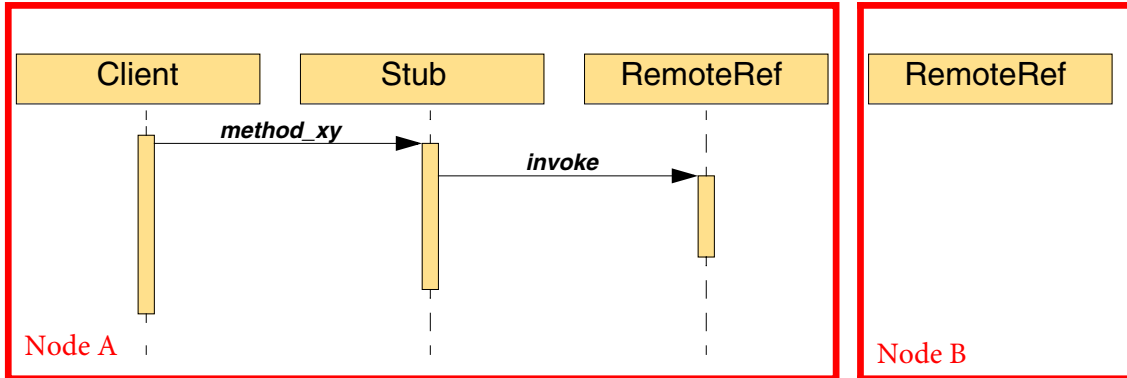 Client
Stub
RemoteRef
RemoteRef
method_xy
invoke
Node A
Node B